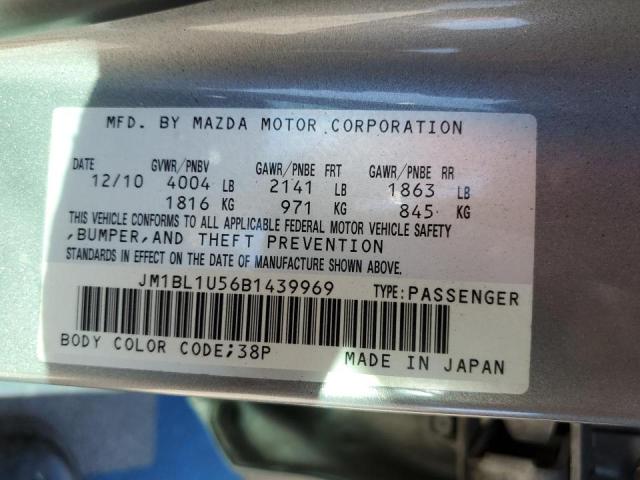 MFD. BY MAZDA MOTOR CORPORATION
DATE GVWR/PNBV GAWR/PNBE FRT GAWR/PNBE RR
12/10 4004 LB 2141 LB 1863 LB
1816 KG 971 KG 845 KG
THIS VEHICLE CONFORMS TO ALL APPLICABLE FEDERAL MOTOR VEHICLE SAFETY
,BUMPER,AND THEFT PREVENTION
STANDARDS IN EFFECT ON THE DATE OF MANUFACTURE SHOWN ABOVE.
JM1BL1U56B1439969 TYPE:PASSENGER
BODY COLOR CODE;38P MADE IN JAPAN